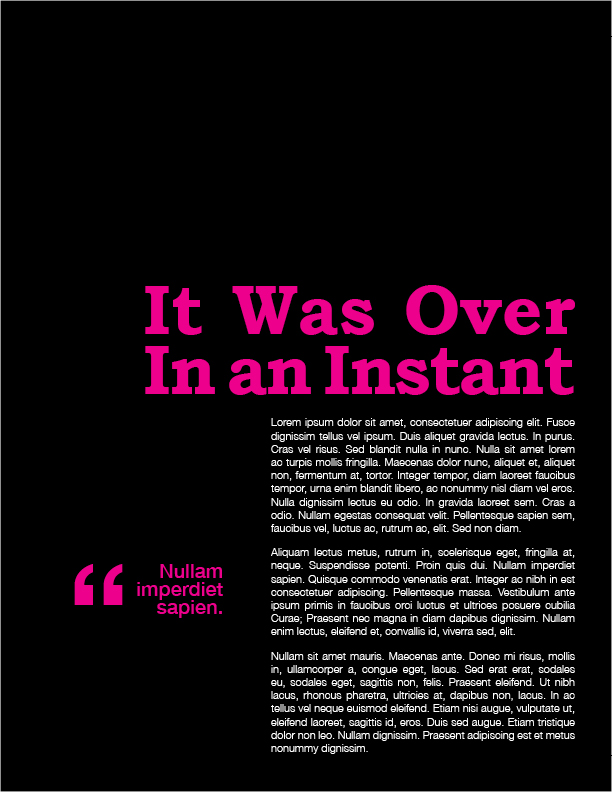 It Was Over
In an Instant
Lorem ipsum dolor sit amet, consectetuer adipiscing elit. Fusce
dignissim tellus vel ipsum. Duis aliquet gravida lectus. In purus.
Cras vel risus. Sed blandit nulla in nunc. Nulla sit amet lorem
ac turpis mollis fringilla. Maecenas dolor nunc, aliquet et, aliquet
non, fermentum at, tortor. Integer tempor, diam laoreet faucibus
tempor, urna enim blandit libero, ac nonummy nisl diam vel eros.
Nulla dignissim lectus eu odio. In gravida laoreet sem. Cras a
odio. Nullam egestas consequat velit. Pellentesque sapien sem,
faucibus vel, luctus ac, rutrum ac, elit. Sed non diam.
Aliquam lectus metus, rutrum in, scelerisque eget, fringilla at,
neque. Suspendisse potenti. Proin quis dui. Nullam imperdiet
sapien. Quisque commodo venenatis erat. Integer ac nibh in est
consectetuer adipiscing. Pellentesque massa. Vestibulum ante
ipsum primis in faucibus orci luctus et ultrices posuere cubilia
Curae; Praesent nec magna in diam dapibus dignissim. Nullam
enim lectus, eleifend et, convallis id, viverra sed, elit.
“ Nullam
imperdiet
sapien.
Nullam sit amet mauris. Maecenas ante. Donec mi risus, mollis
in, ullamcorper a, congue eget, lacus. Sed erat erat, sodales
eu, sodales eget, sagittis non, felis. Praesent eleifend. Ut nibh
lacus, rhoncus pharetra, ultricies at, dapibus non, lacus. In ac
tellus vel neque euismod eleifend. Etiam nisi augue, vulputate ut,
eleifend laoreet, sagittis id, eros. Duis sed augue. Etiam tristique
dolor non leo. Nullam dignissim. Praesent adipiscing est et metus
nonummy dignissim.